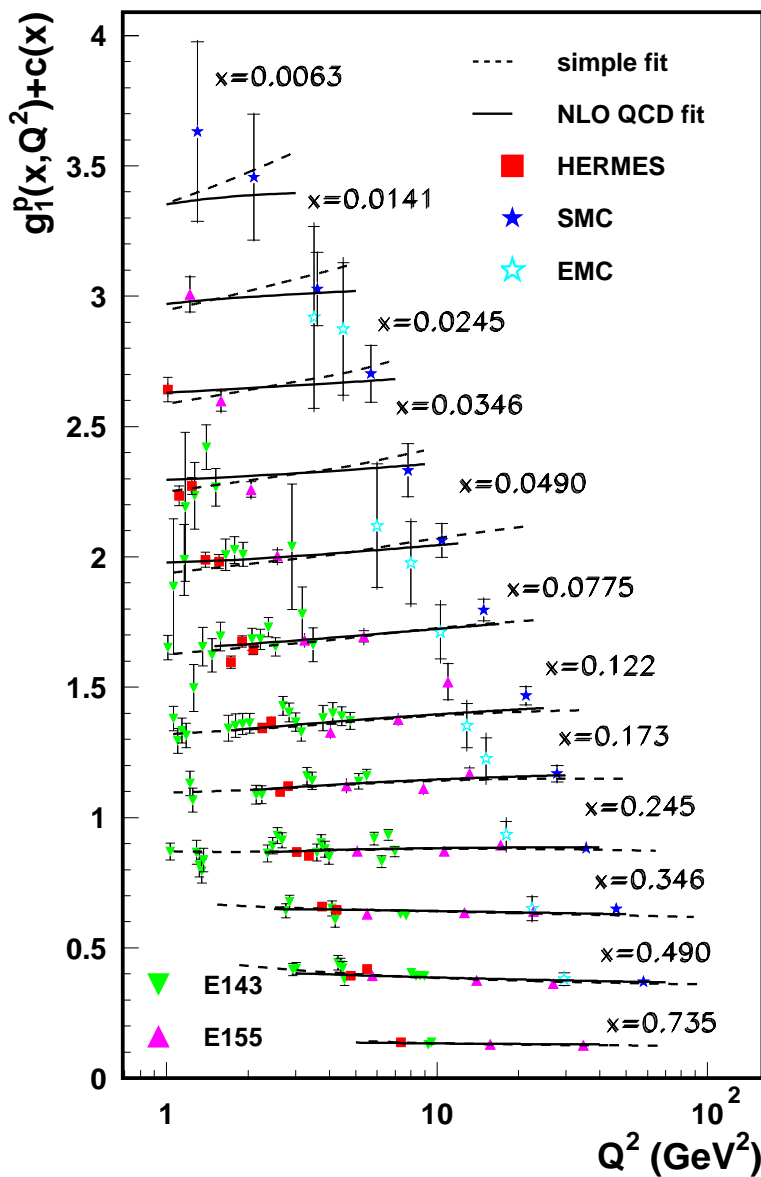 g₁ᵖ(x,Q²)+c(x)
4
3.5
3
2.5
2
1.5
1
0.5
0
1
10
10²
Q² (GeV²)
simple fit
NLO QCD fit
HERMES
SMC
EMC
x=0.0063
x=0.0141
x=0.0245
x=0.0346
x=0.0490
x=0.0775
x=0.122
x=0.173
x=0.245
x=0.346
x=0.490
x=0.735
E143
E155